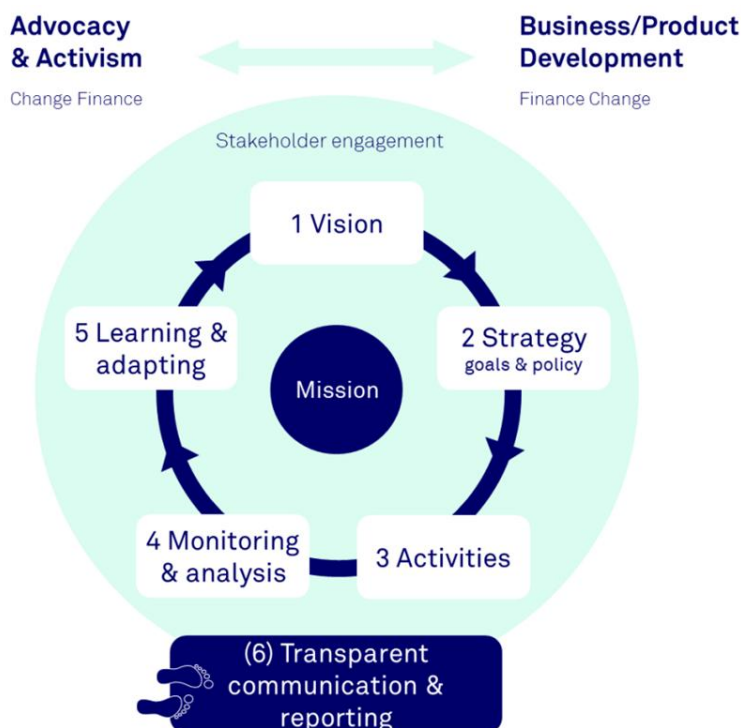 Advocacy
& Activism
Change Finance
Business/Product
Development
Finance Change
Stakeholder engagement
1 Vision
2 Strategy
goals & policy
3 Activities
4 Monitoring
& analysis
5 Learning &
adapting
Mission
(6) Transparent
communication &
reporting